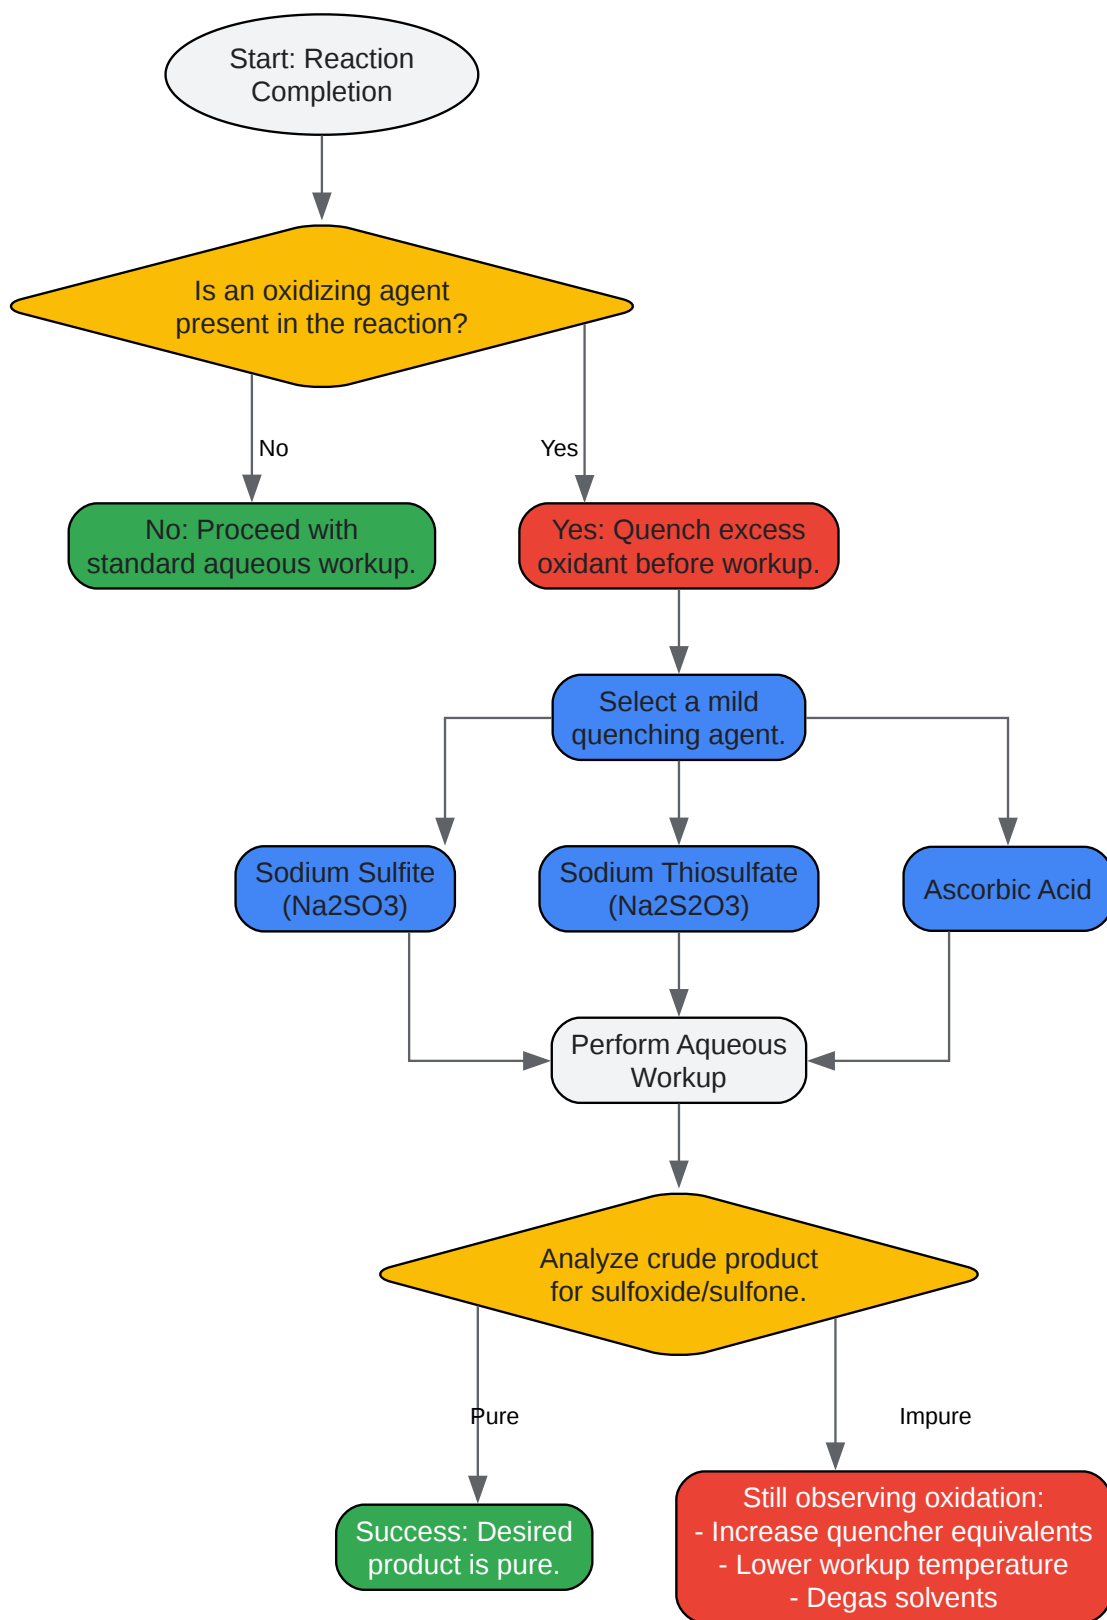 Start: Reaction
Completion
Is an oxidizing agent
present in the reaction?
No
Yes
No: Proceed with
standard aqueous workup.
Yes: Quench excess
oxidant before workup.
Select a mild
quenching agent.
Sodium Sulfite
(Na2SO3)
Sodium Thiosulfate
(Na2S2O3)
Ascorbic Acid
Perform Aqueous
Workup
Analyze crude product
for sulfoxide/sulfone.
Pure
Impure
Success: Desired
product is pure.
Still observing oxidation:
- Increase quencher equivalents
- Lower workup temperature
- Degas solvents